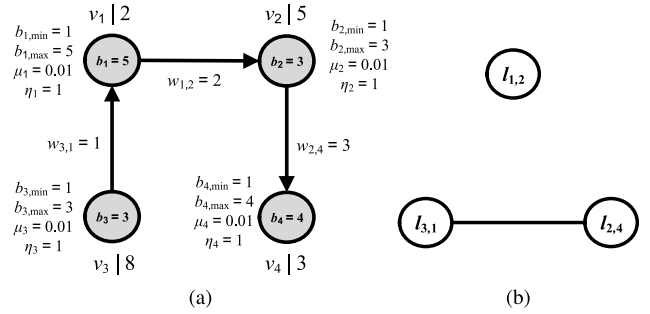 v₁ | 2
b₁,min = 1
b₁,max = 5
μ₁ = 0.01
η₁ = 1
b₁ = 5
w₁,₂ = 2
v₂ | 5
b₂ = 3
b₂,min = 1
b₂,max = 3
μ₂ = 0.01
η₂ = 1
w₃,₁ = 1
w₂,₄ = 3
b₃,min = 1
b₃,max = 3
μ₃ = 0.01
η₃ = 1
b₃ = 3
v₃ | 8
b₄,min = 1
b₄,max = 4
μ₄ = 0.01
η₄ = 1
b₄ = 4
v₄ | 3
(a)
l₁,₂
l₃,₁
l₂,₄
(b)